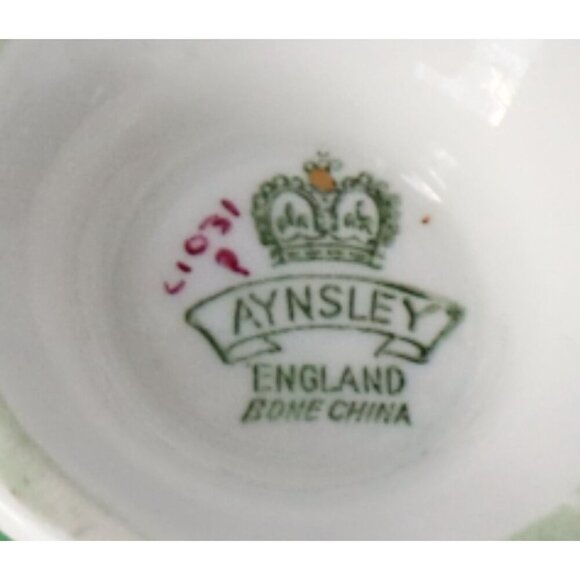 C1031
P
AYNSLEY
ENGLAND
BONE CHINA